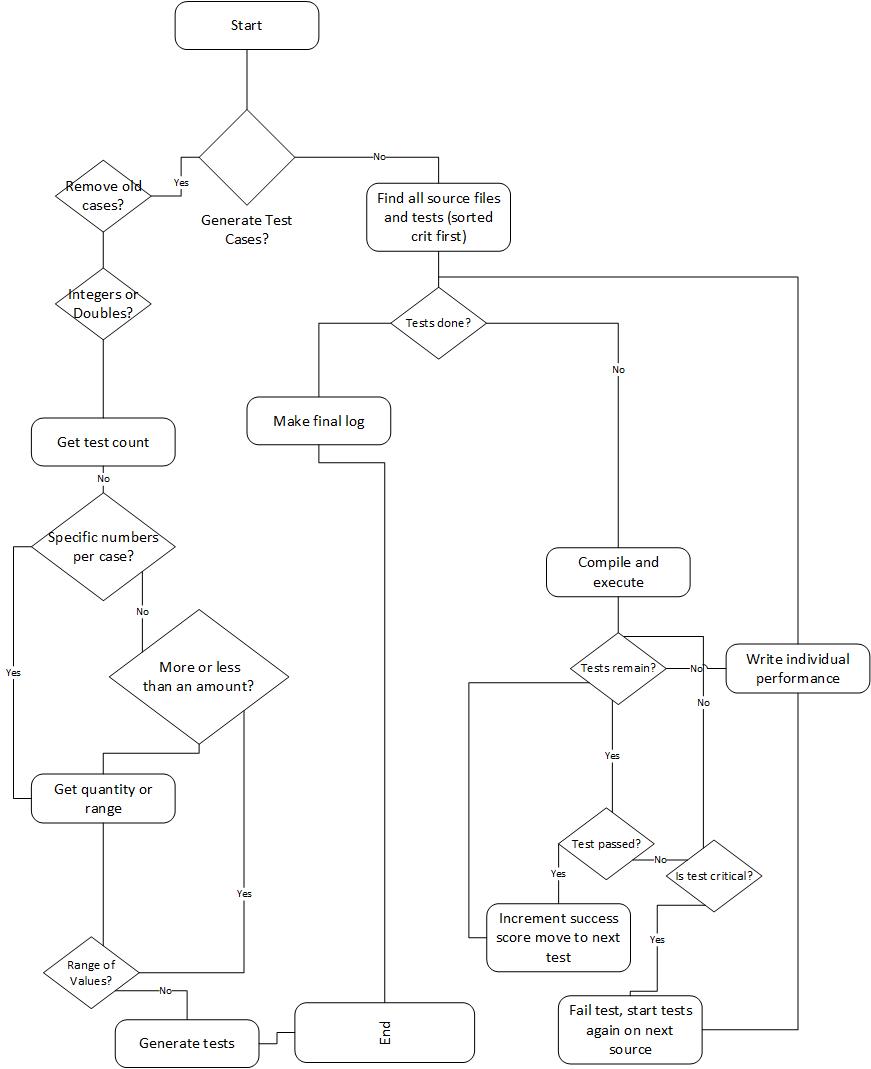 Start
No
Yes
Remove old
cases?
Generate Test
Cases?
Find all source files
and tests (sorted
crit first)
Integers or
Doubles?
Tests done?
No
Make final log
Get test count
No
Specific numbers
per case?
Compile and
execute
No
Yes
More or less
than an amount?
Tests remain?
No
Write individual
performance
No
Yes
Get quantity or
range
Test passed?
No
Is test critical?
Yes
Yes
Increment success
score move to next
test
Yes
Range of
Values?
No
Generate tests
End
Fail test, start tests
again on next
source